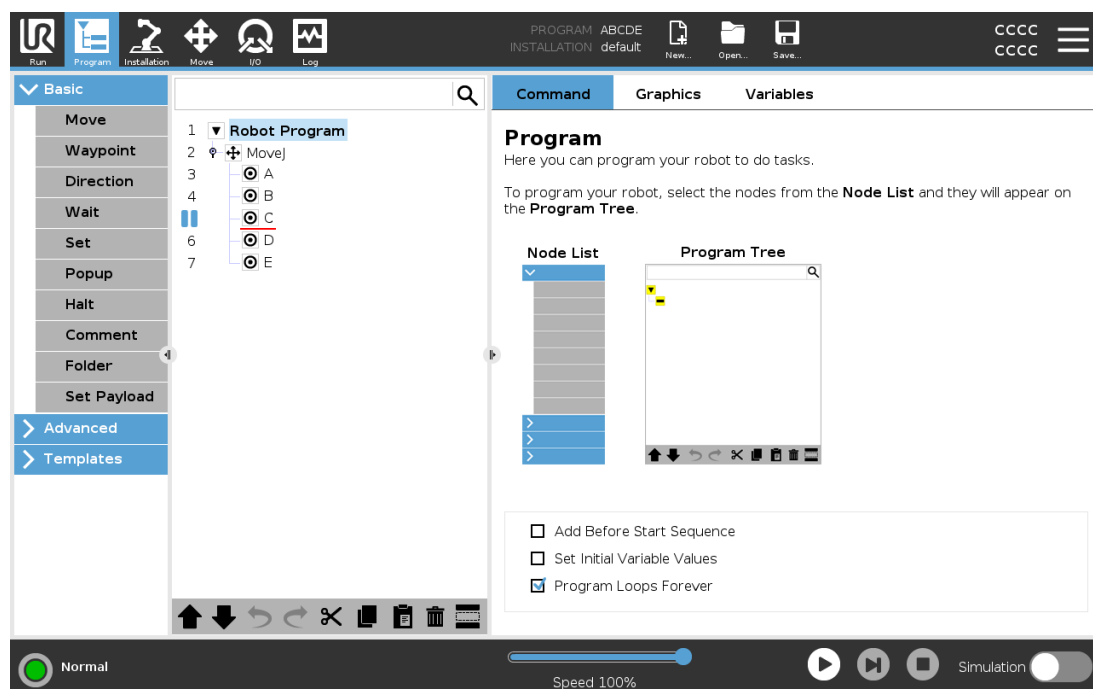 PROGRAM ABCDE
INSTALLATION default
Run
Program
Installation
Move
I/O
Log
New...
Open...
Save...
CCCC
CCCC
Basic
Move
Waypoint
Direction
Wait
Set
Popup
Halt
Comment
Folder
Set Payload
Advanced
Templates
1 Robot Program
2 MoveJ
3 A
4 B
C
6 D
7 E
Command Graphics Variables
Program
Here you can program your robot to do tasks.
To program your robot, select the nodes from the Node List and they will appear on
the Program Tree.
Node List
Program Tree
Add Before Start Sequence
Set Initial Variable Values
Program Loops Forever
Normal
Speed 100%
Simulation